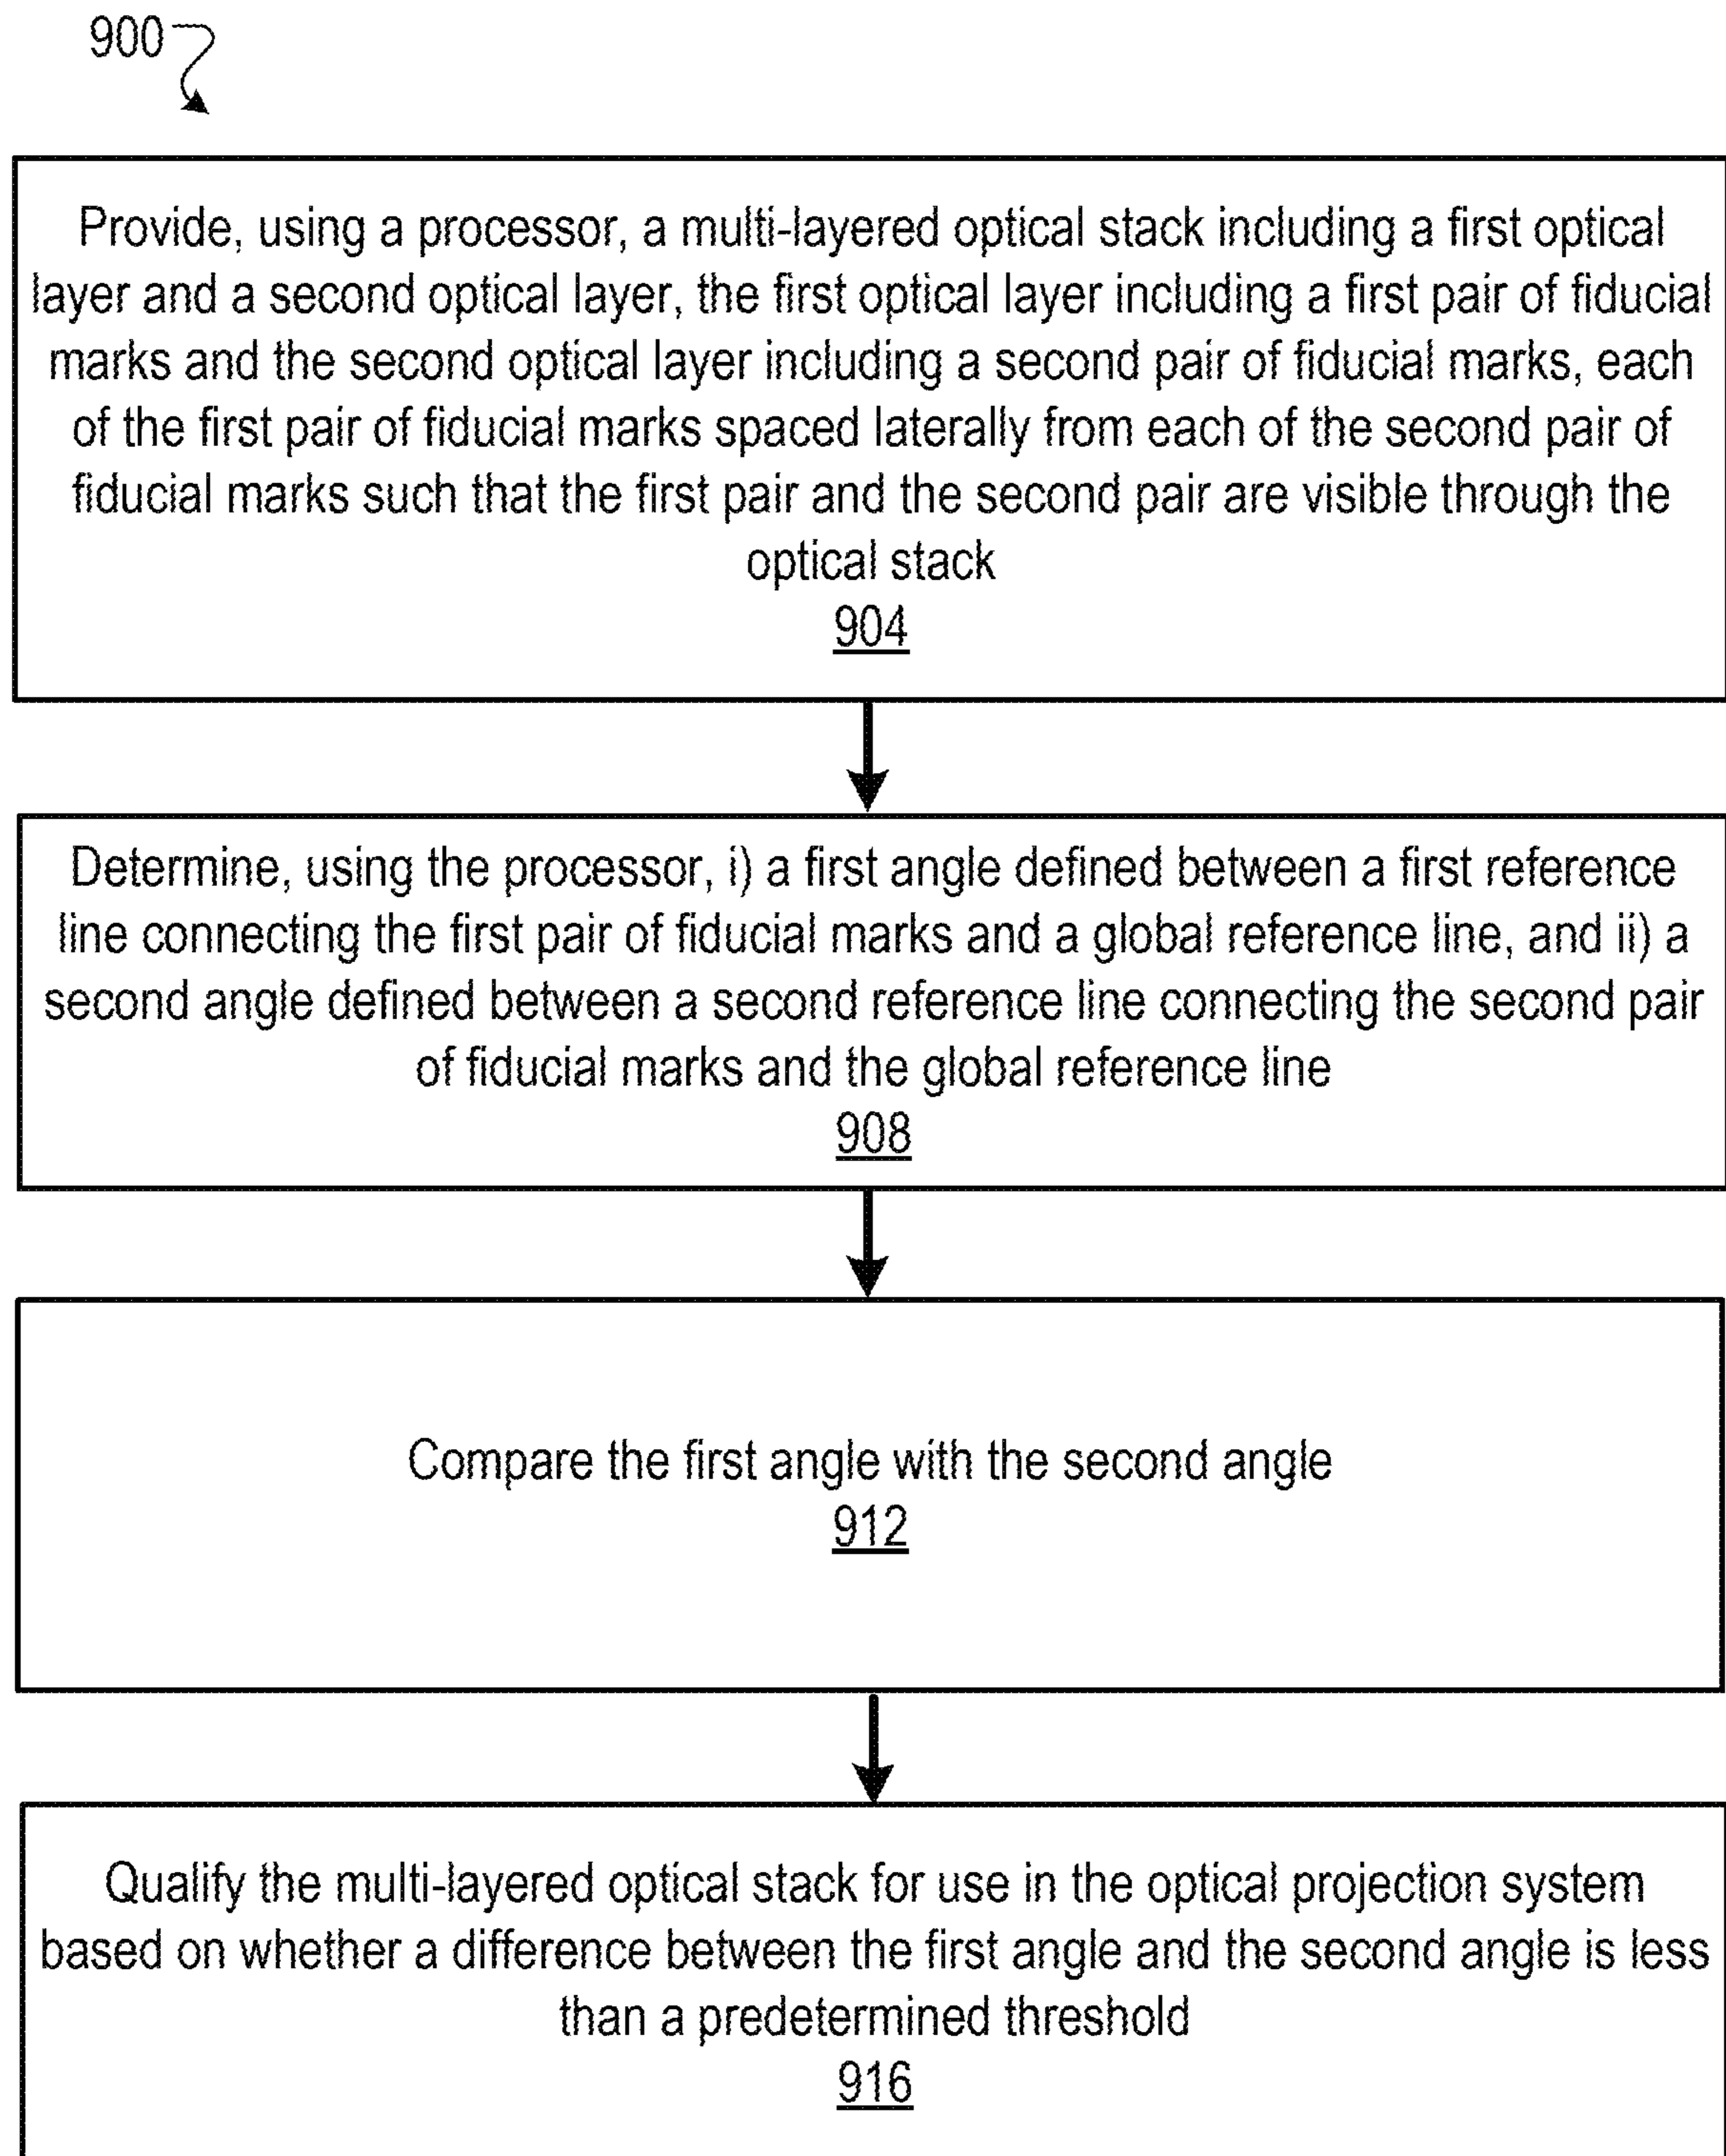 900
Provide, using a processor, a multi-layered optical stack including a first optical
layer and a second optical layer, the first optical layer including a first pair of fiducial
marks and the second optical layer including a second pair of fiducial marks, each
of the first pair of fiducial marks spaced laterally from each of the second pair of
fiducial marks such that the first pair and the second pair are visible through the
optical stack
904
Determine, using the processor, i) a first angle defined between a first reference
line connecting the first pair of fiducial marks and a global reference line, and ii) a
second angle defined between a second reference line connecting the second pair
of fiducial marks and the global reference line
908
Compare the first angle with the second angle
912
Qualify the multi-layered optical stack for use in the optical projection system
based on whether a difference between the first angle and the second angle is less
than a predetermined threshold
916